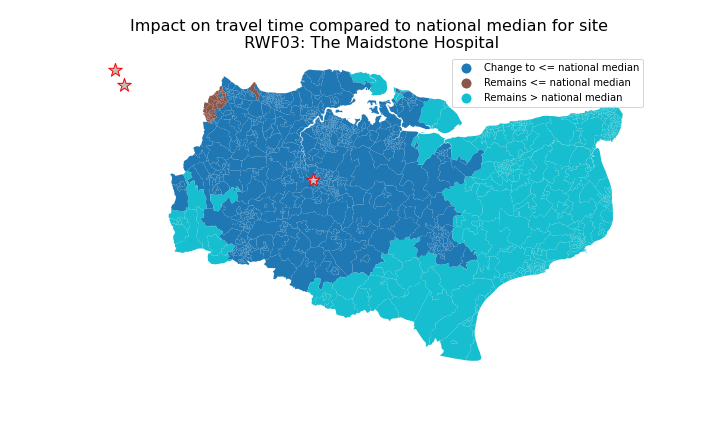 Impact on travel time compared to national median for site
RWF03: The Maidstone Hospital
Change to <= national median
Remains <= national median
Remains > national median